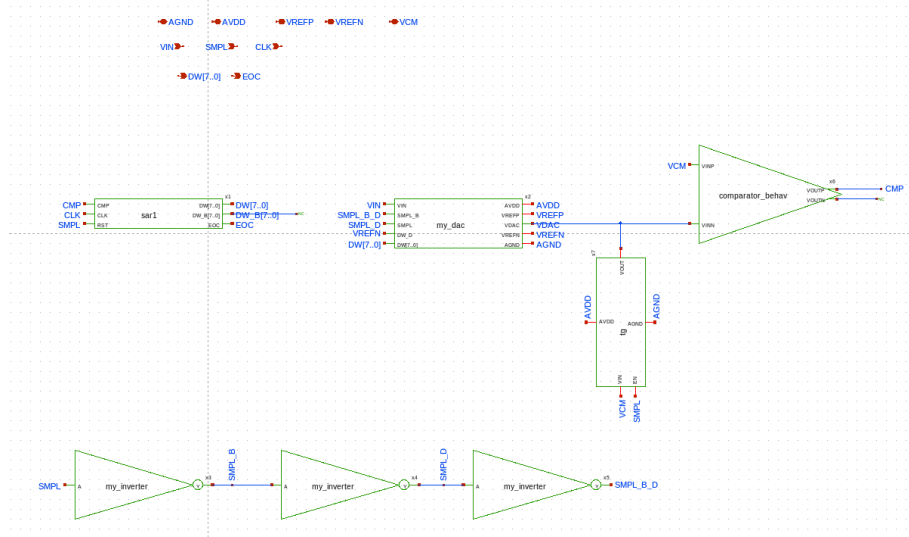 AGND AVDD VREFP VREFN VCM
VIN SMPL CLK
DW[7..0] EOC
x1
CMP CMP DW[7..0] DW[7..0]
CLK CLK sar1 DW_B[7..0] DW_B[7..0] NC
SMPL RST EOC EOC
x2
VIN VIN AVDD AVDD
SMPL_B_D SMPL_B VREFP VREFP
SMPL_D SMPL my_dac VDAC VDAC
VREFN DW_D VREFN VREFN
DW[7..0] DW[7..0] AGND AGND
VCM VINP
x6
comparator_behav VOUTP CMP
VOUTN NC
VINN
x7
VOUT
AVDD AVDD AGND AGND
tg
VIN EN
VCM SMPL
SMPL A my_inverter Y x3
SMPL_B
A my_inverter Y x4
SMPL_D
A my_inverter Y x5 SMPL_B_D